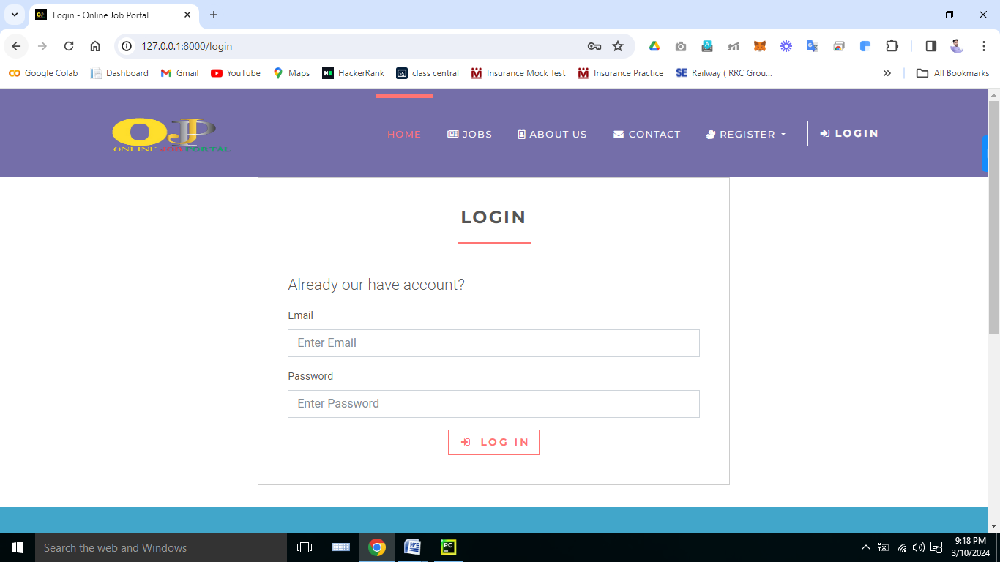 Login - Online Job Portal
127.0.0.1:8000/login
Google Colab Dashboard Gmail YouTube Maps HackerRank class central Insurance Mock Test Insurance Practice Railway ( RRC Grou... All Bookmarks
OJP
ONLINE JOB PORTAL
HOME JOBS ABOUT US CONTACT REGISTER LOGIN
LOGIN
Already our have account?
Email
Enter Email
Password
Enter Password
LOG IN
Search the web and Windows
9:18 PM
3/10/2024